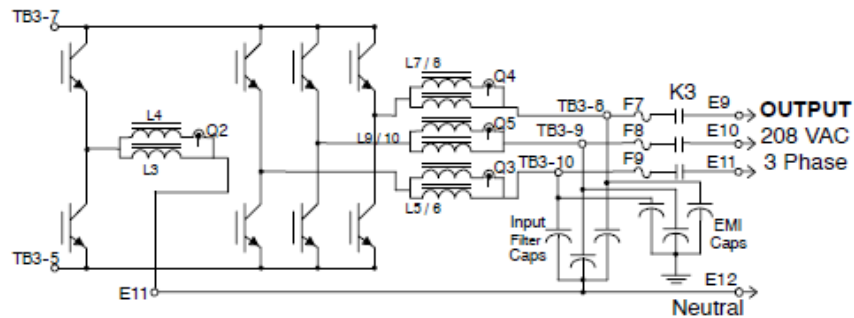 TB3-7
L7 / 8
Q4
K3
L4
Q2
TB3-8
F7
E9
OUTPUT
Q5
TB3-9
F8
E10
208 VAC
L9 / 10
L3
Q3
TB3-10
F9
E11
3 Phase
L5 / 6
Input
Filter
Caps
EMI
Caps
TB3-5
E11
E12
Neutral